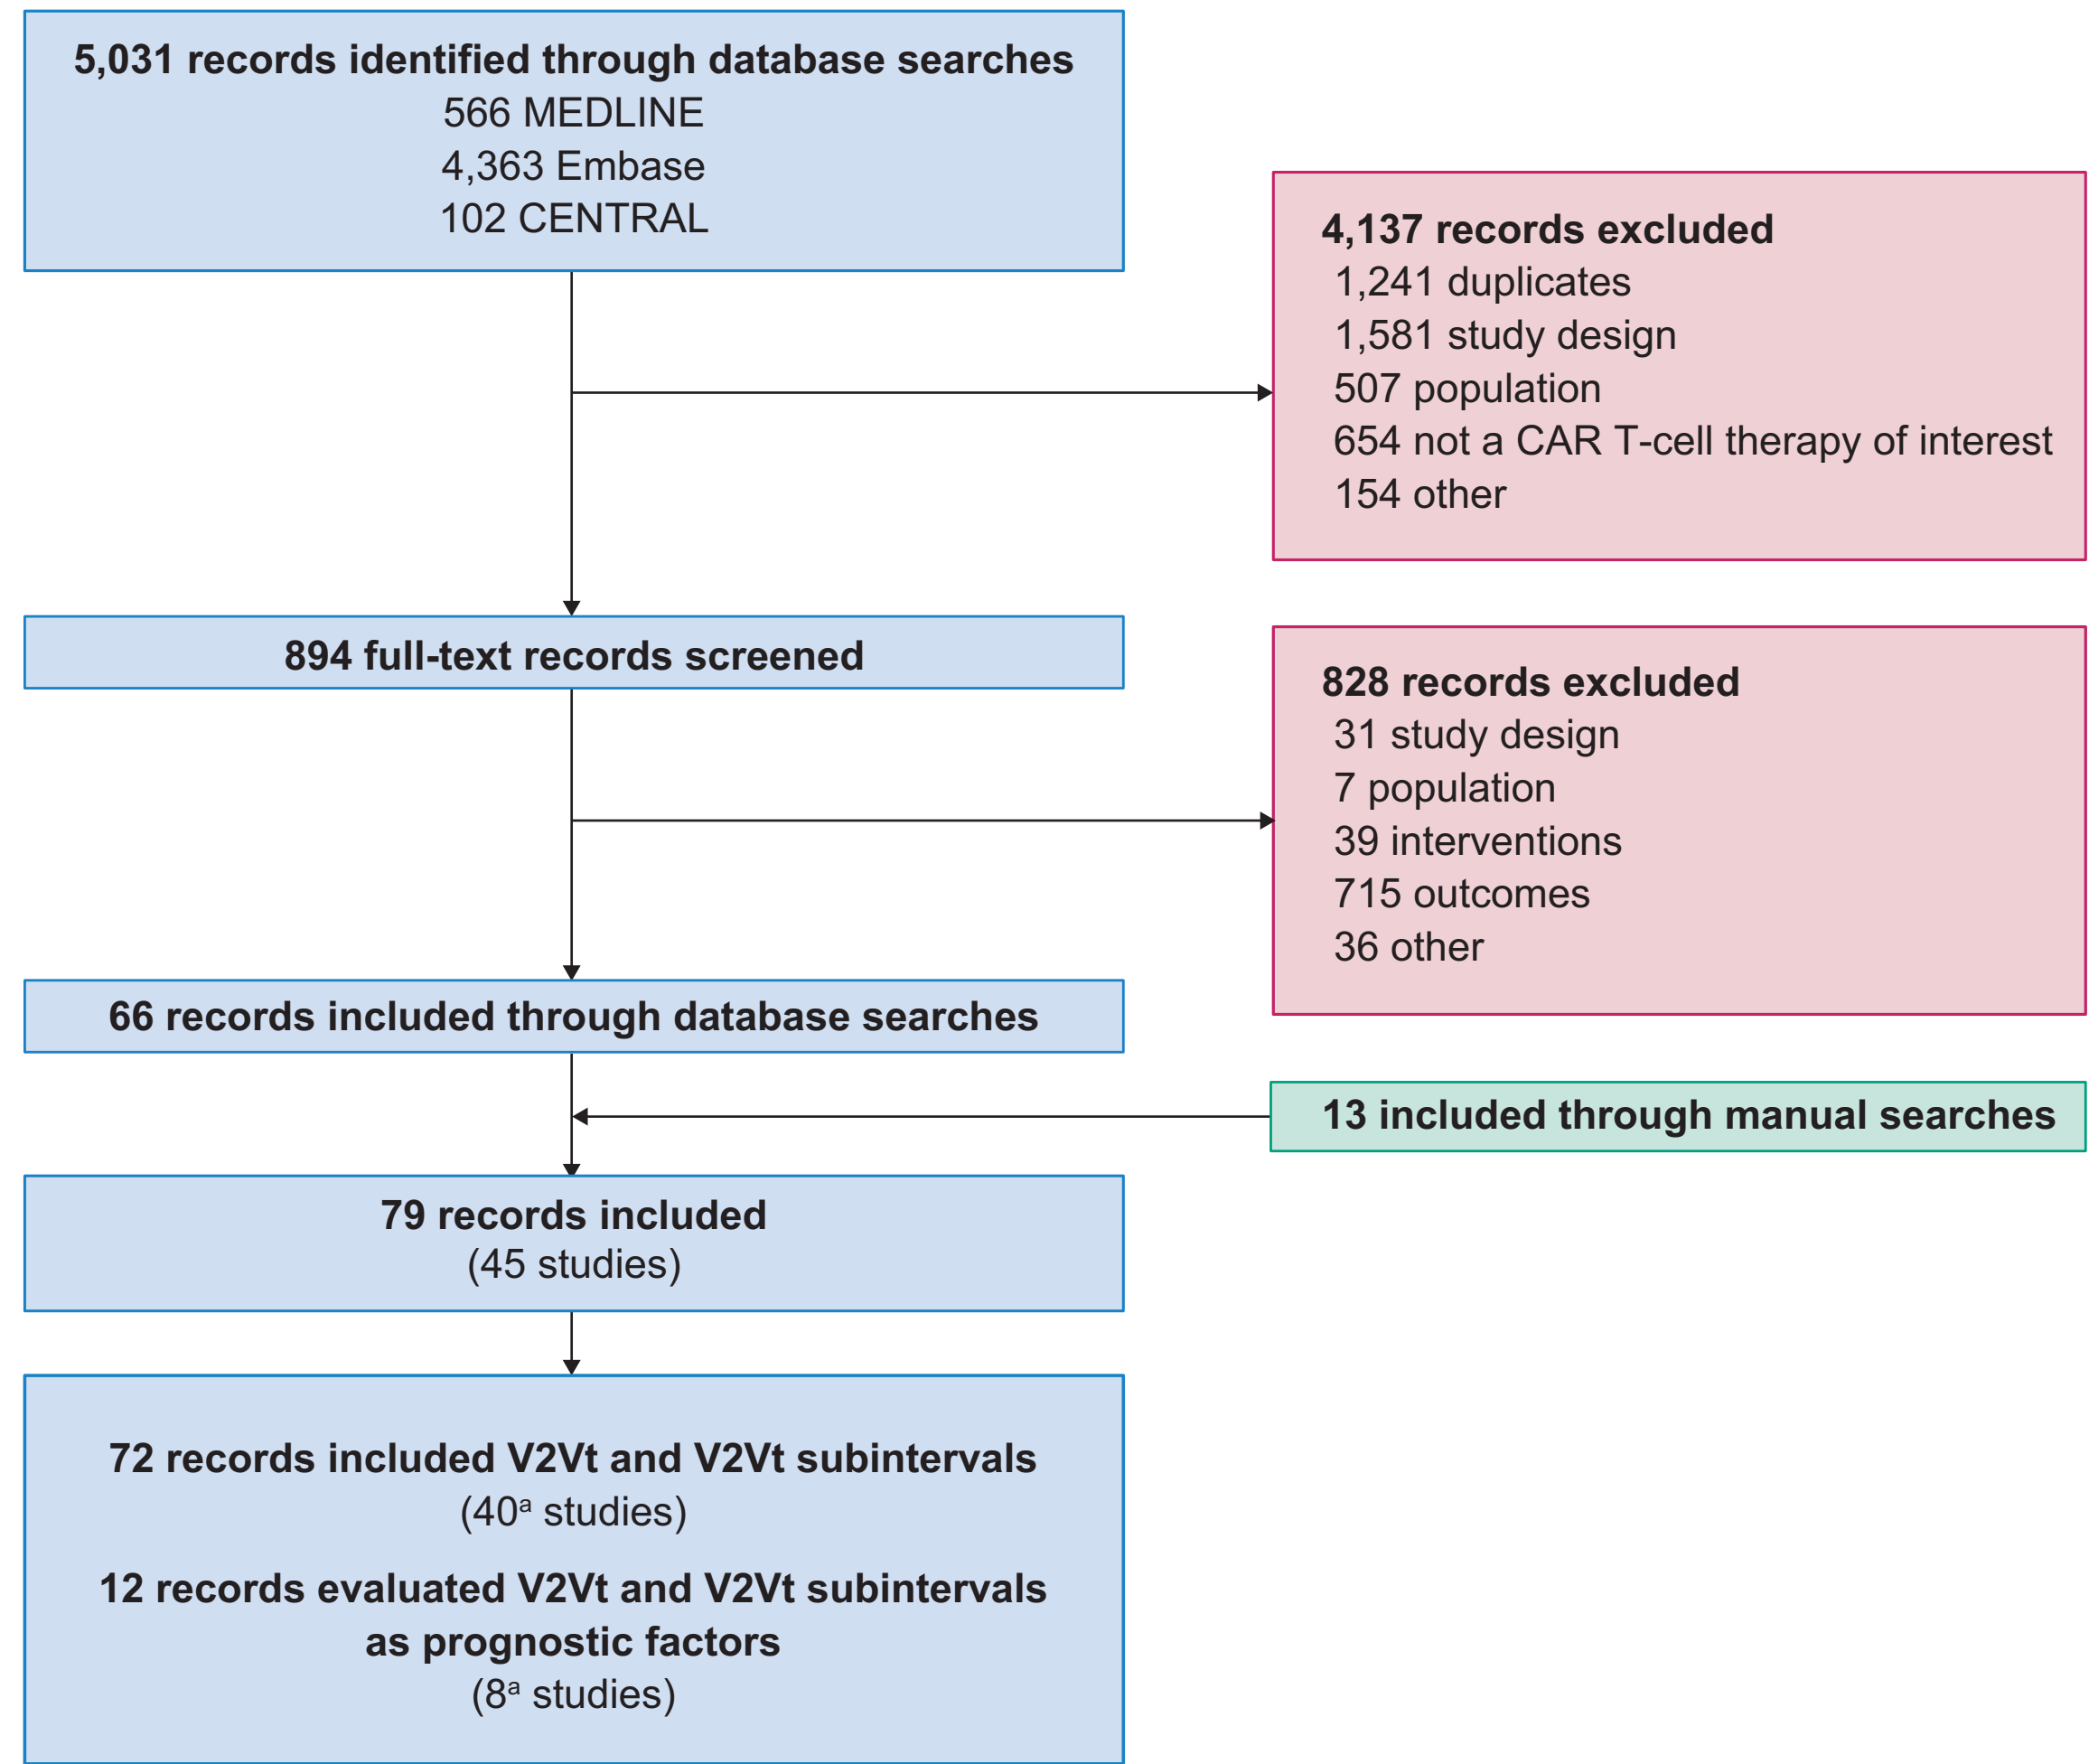 5,031 records identified through database searches
566 MEDLINE
4,363 Embase
102 CENTRAL
4,137 records excluded
1,241 duplicates
1,581 study design
507 population
654 not a CAR T-cell therapy of interest
154 other
894 full-text records screened
828 records excluded
31 study design
7 population
39 interventions
715 outcomes
36 other
66 records included through database searches
13 included through manual searches
79 records included
(45 studies)
72 records included V2Vt and V2Vt subintervals
(40ᵃ studies)
12 records evaluated V2Vt and V2Vt subintervals
as prognostic factors
(8ᵃ studies)